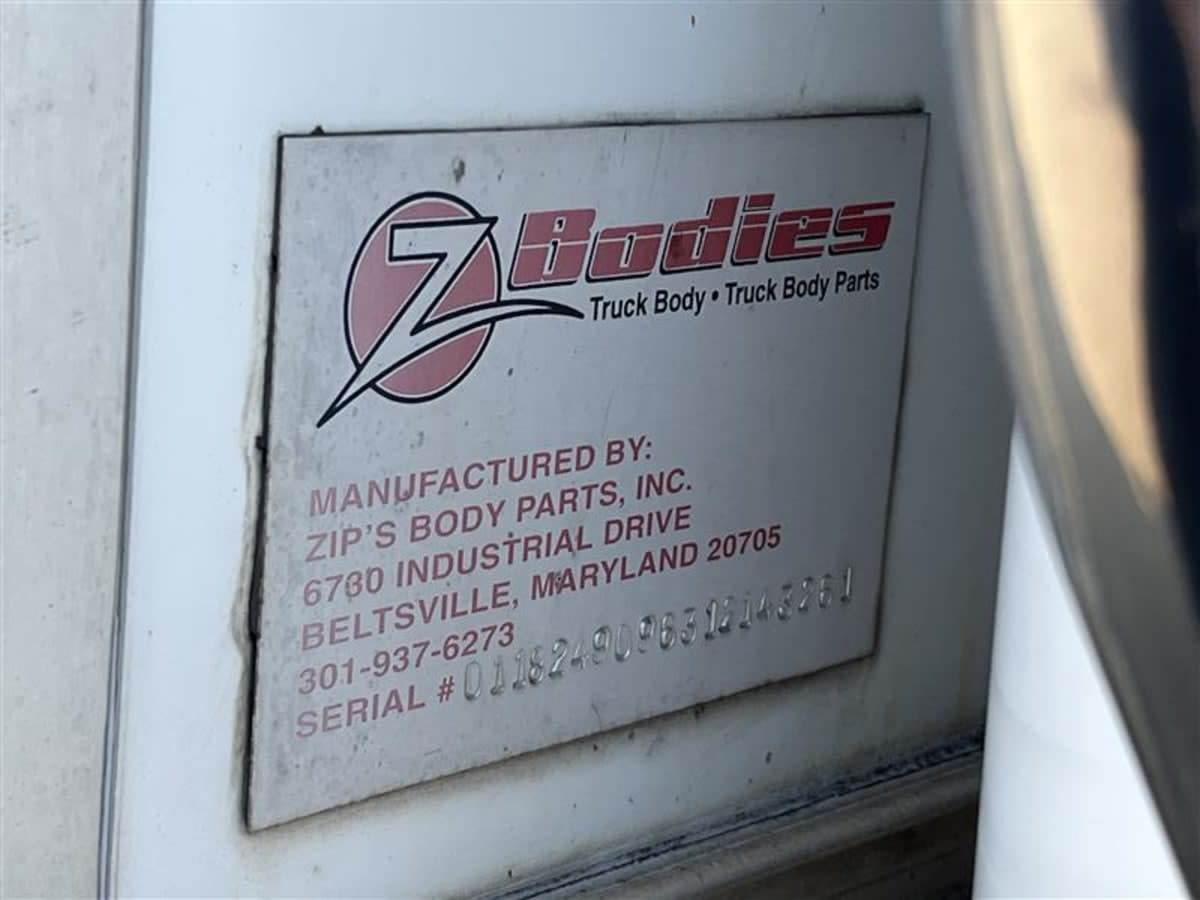 Z Bodies
Truck Body • Truck Body Parts
MANUFACTURED BY:
ZIP'S BODY PARTS, INC.
6730 INDUSTRIAL DRIVE
BELTSVILLE, MARYLAND 20705
301-937-6273
SERIAL #